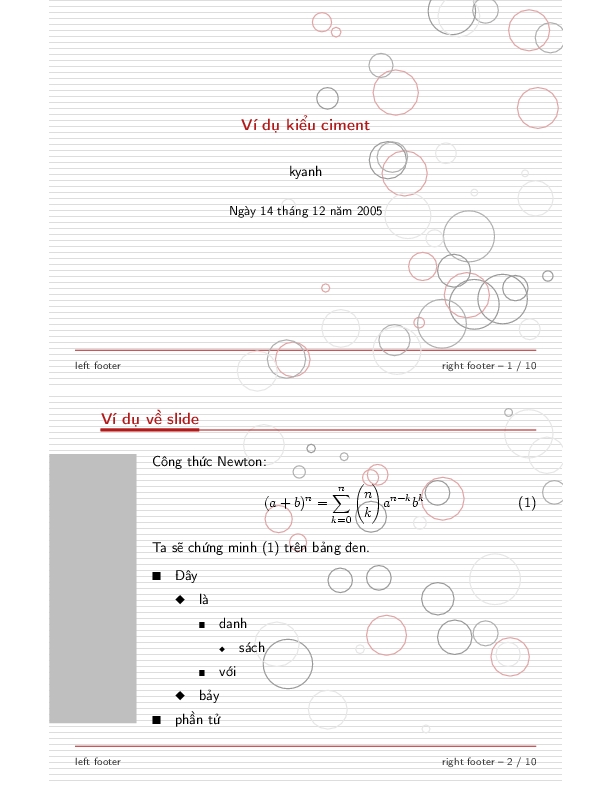 Ví dụ kiểu ciment
kyanh
Ngày 14 tháng 12 năm 2005
left footer
right footer – 1 / 10
Ví dụ về slide
Công thức Newton:
(a + b)^n = \sum_{k=0}^{n} \binom{n}{k} a^{n-k} b^k (1)
Ta sẽ chứng minh (1) trên bảng đen.
■ Dây
◆ là
■ danh
◆ sách
■ với
◆ bảy
■ phần tử
left footer
right footer – 2 / 10